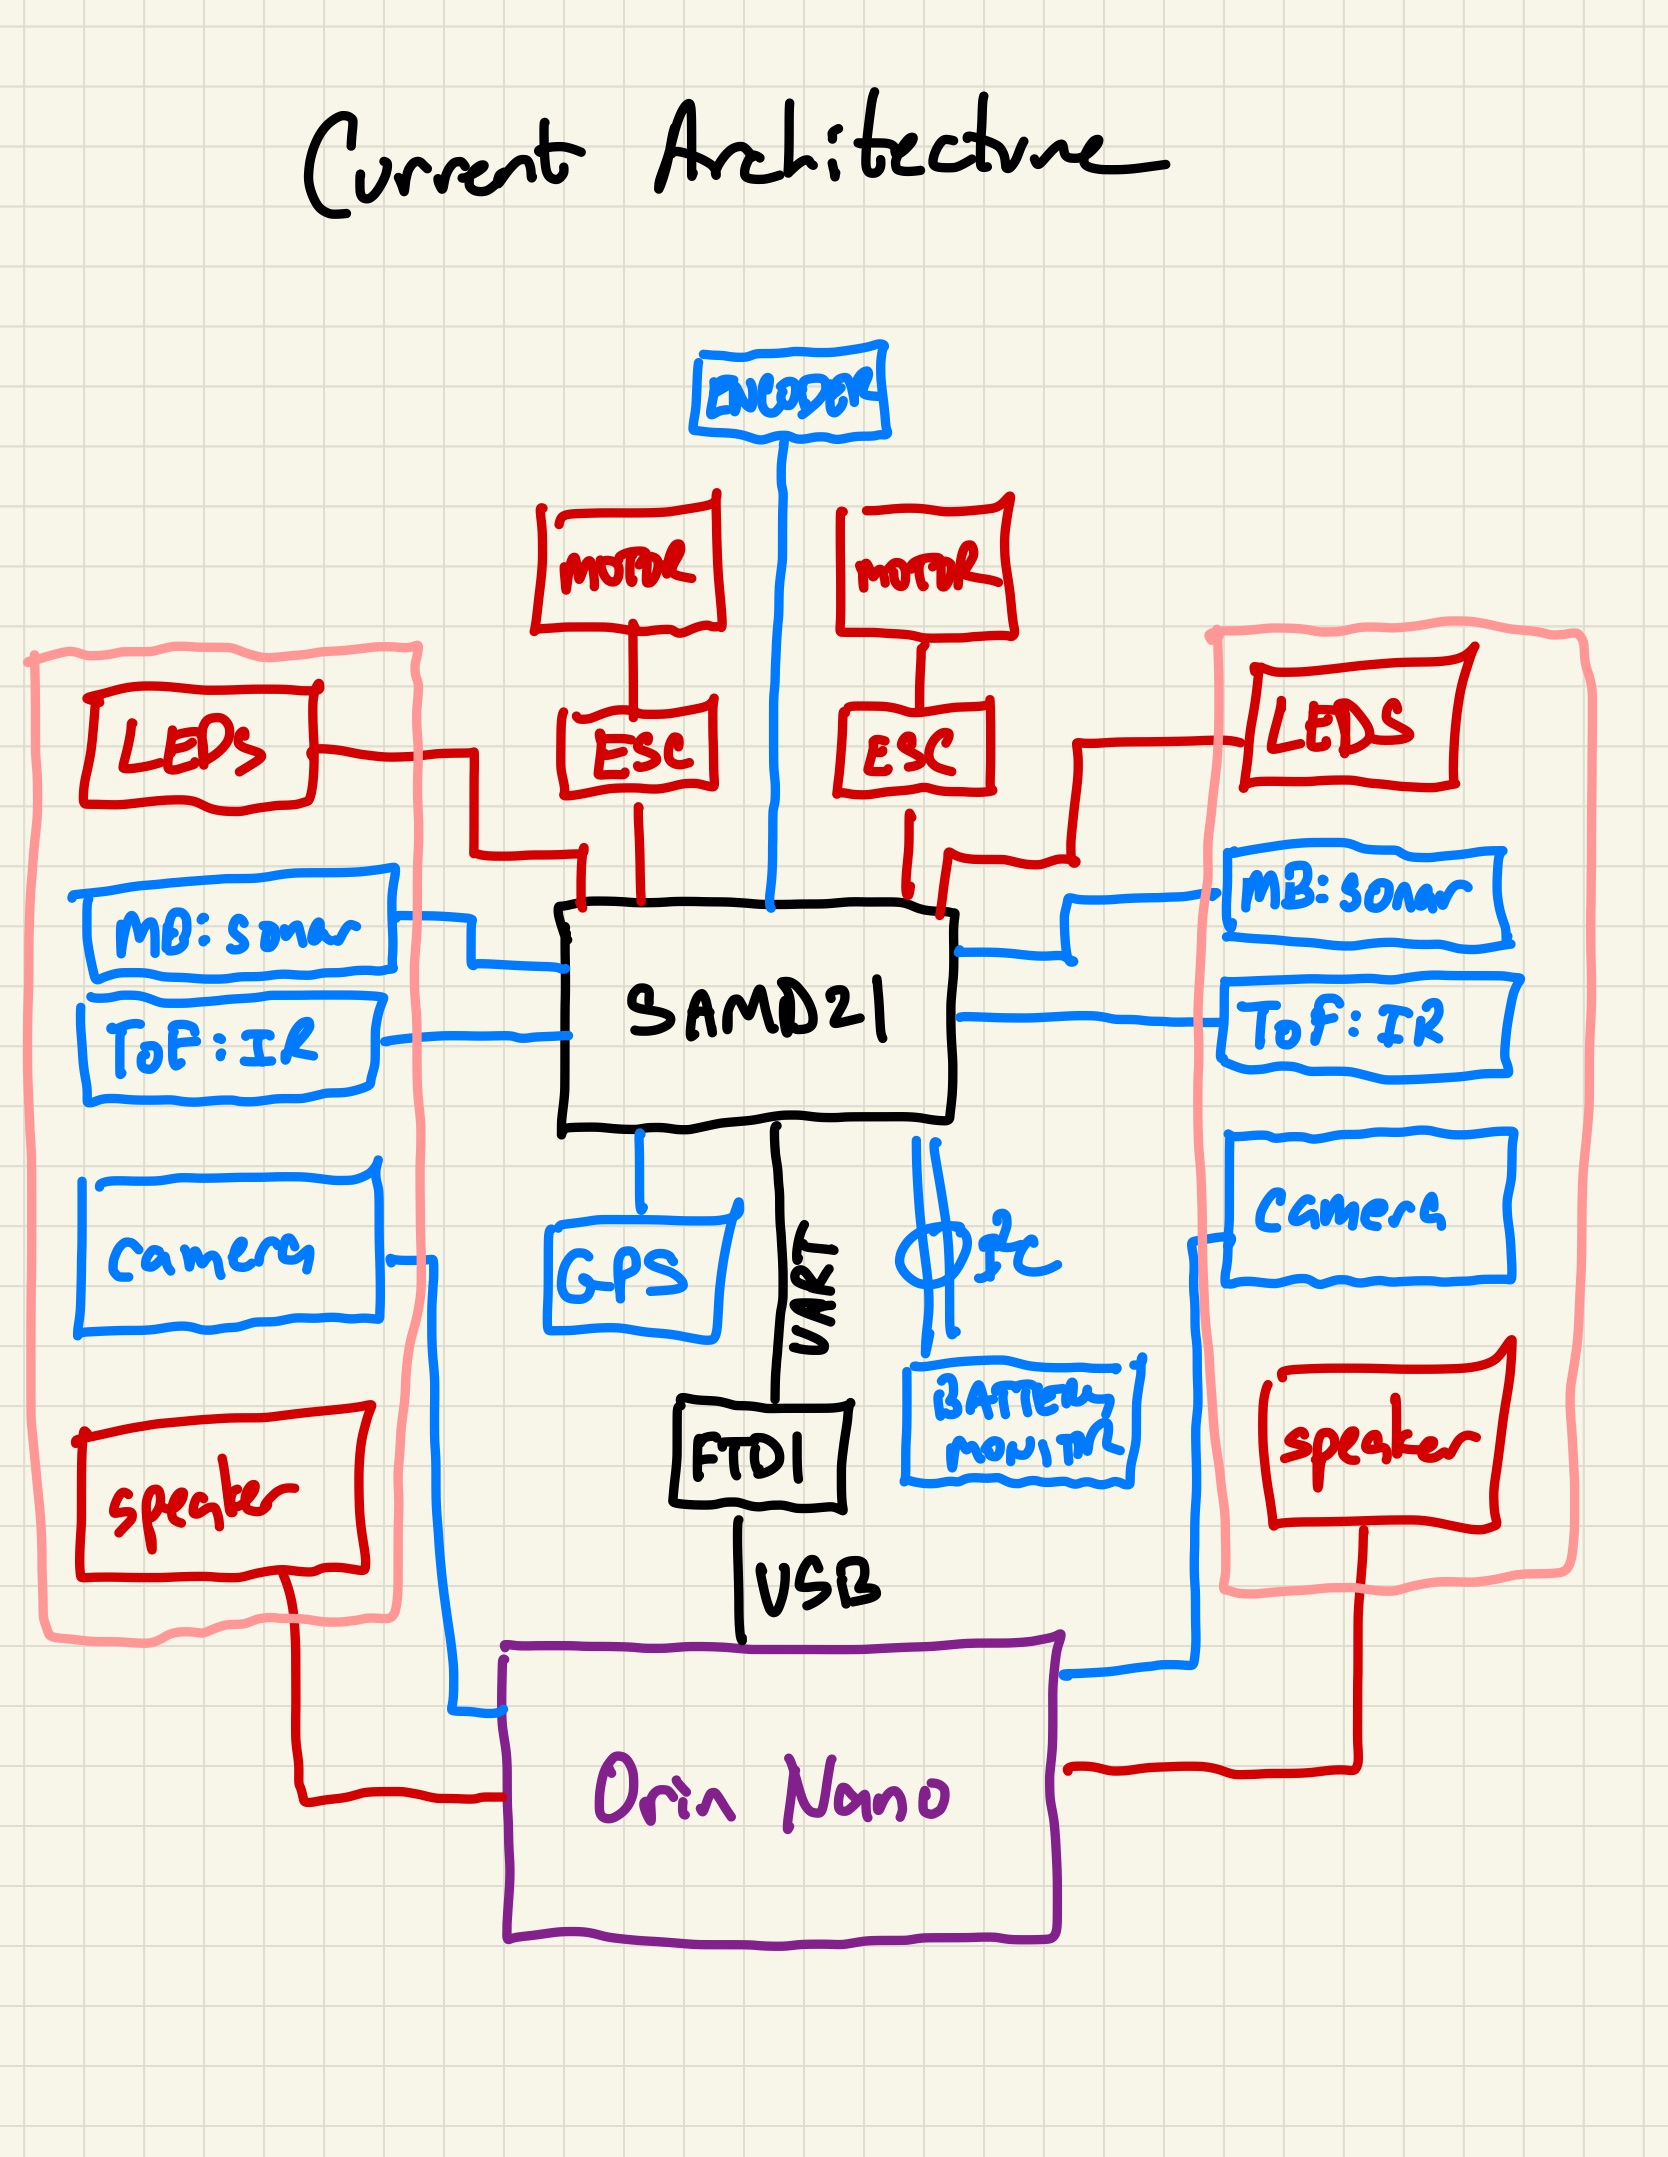 Current Architecture
ENCODER
MOTOR
MOTOR
LEDS
ESC
ESC
LEDS
MB: sonar
MB: sonar
SAMD21
ToF: IR
ToF: IR
camera
GPS
UART
I2C
camera
BATTERY
MONITOR
speaker
FTDI
speaker
USB
Orin Nano